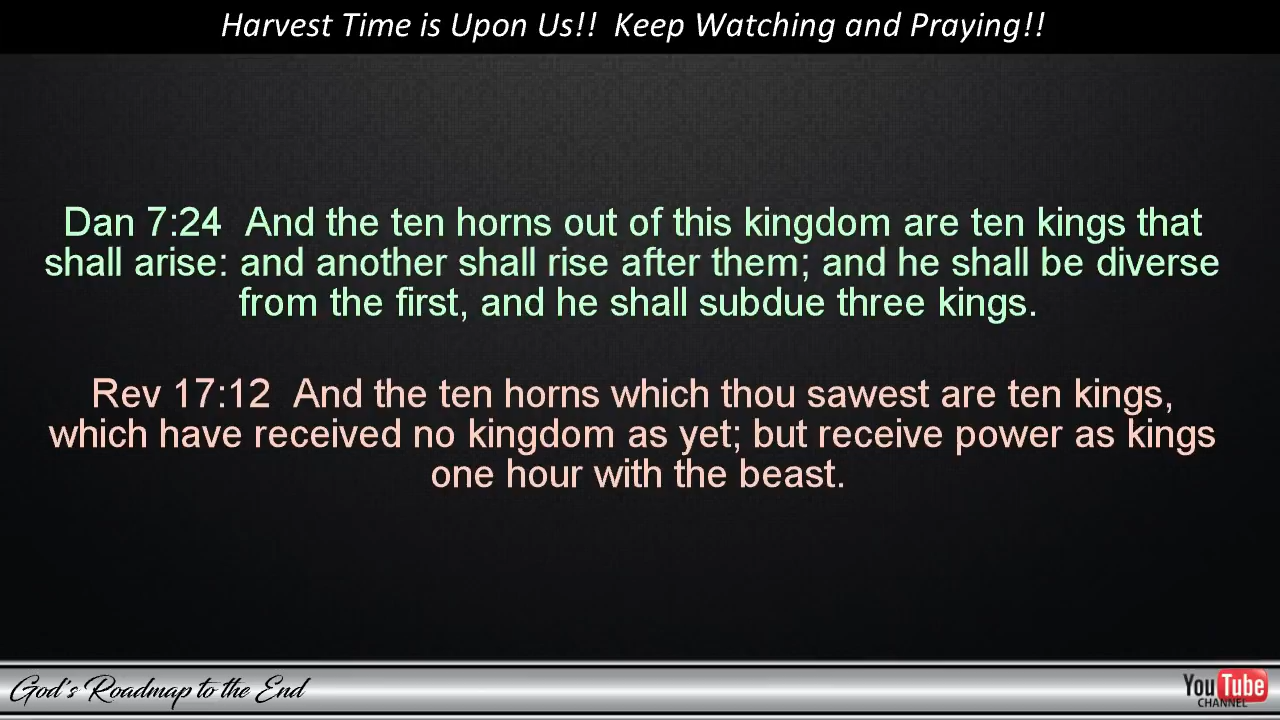 Harvest Time is Upon Us!!  Keep Watching and Praying!!
Dan 7:24  And the ten horns out of this kingdom are ten kings that
shall arise: and another shall rise after them; and he shall be diverse
from the first, and he shall subdue three kings.
Rev 17:12  And the ten horns which thou sawest are ten kings,
which have received no kingdom as yet; but receive power as kings
one hour with the beast.
God's Roadmap to the End
YouTube
CHANNEL